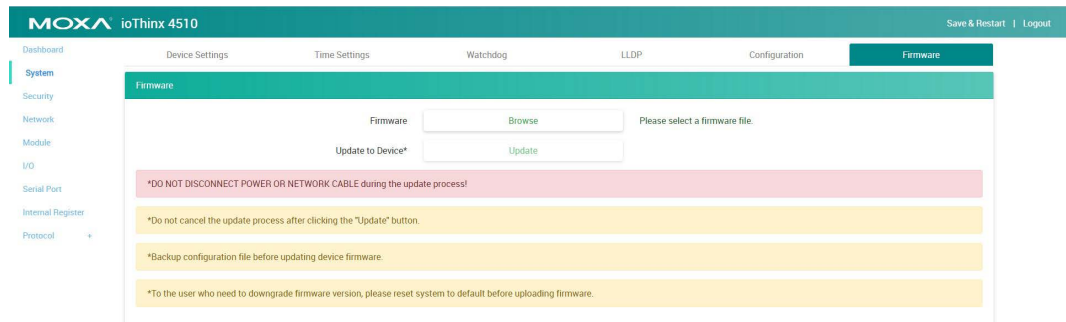 MOXA ioThinx 4510 Save & Restart | Logout
Dashboard
System
Security
Network
Module
I/O
Serial Port
Internal Register
Protocol +
Device Settings Time Settings Watchdog LLDP Configuration Firmware
Firmware
Firmware Browse Please select a firmware file.
Update to Device* Update
*DO NOT DISCONNECT POWER OR NETWORK CABLE during the update process!
*Do not cancel the update process after clicking the "Update" button.
*Backup configuration file before updating device firmware.
*To the user who need to downgrade firmware version, please reset system to default before uploading firmware.